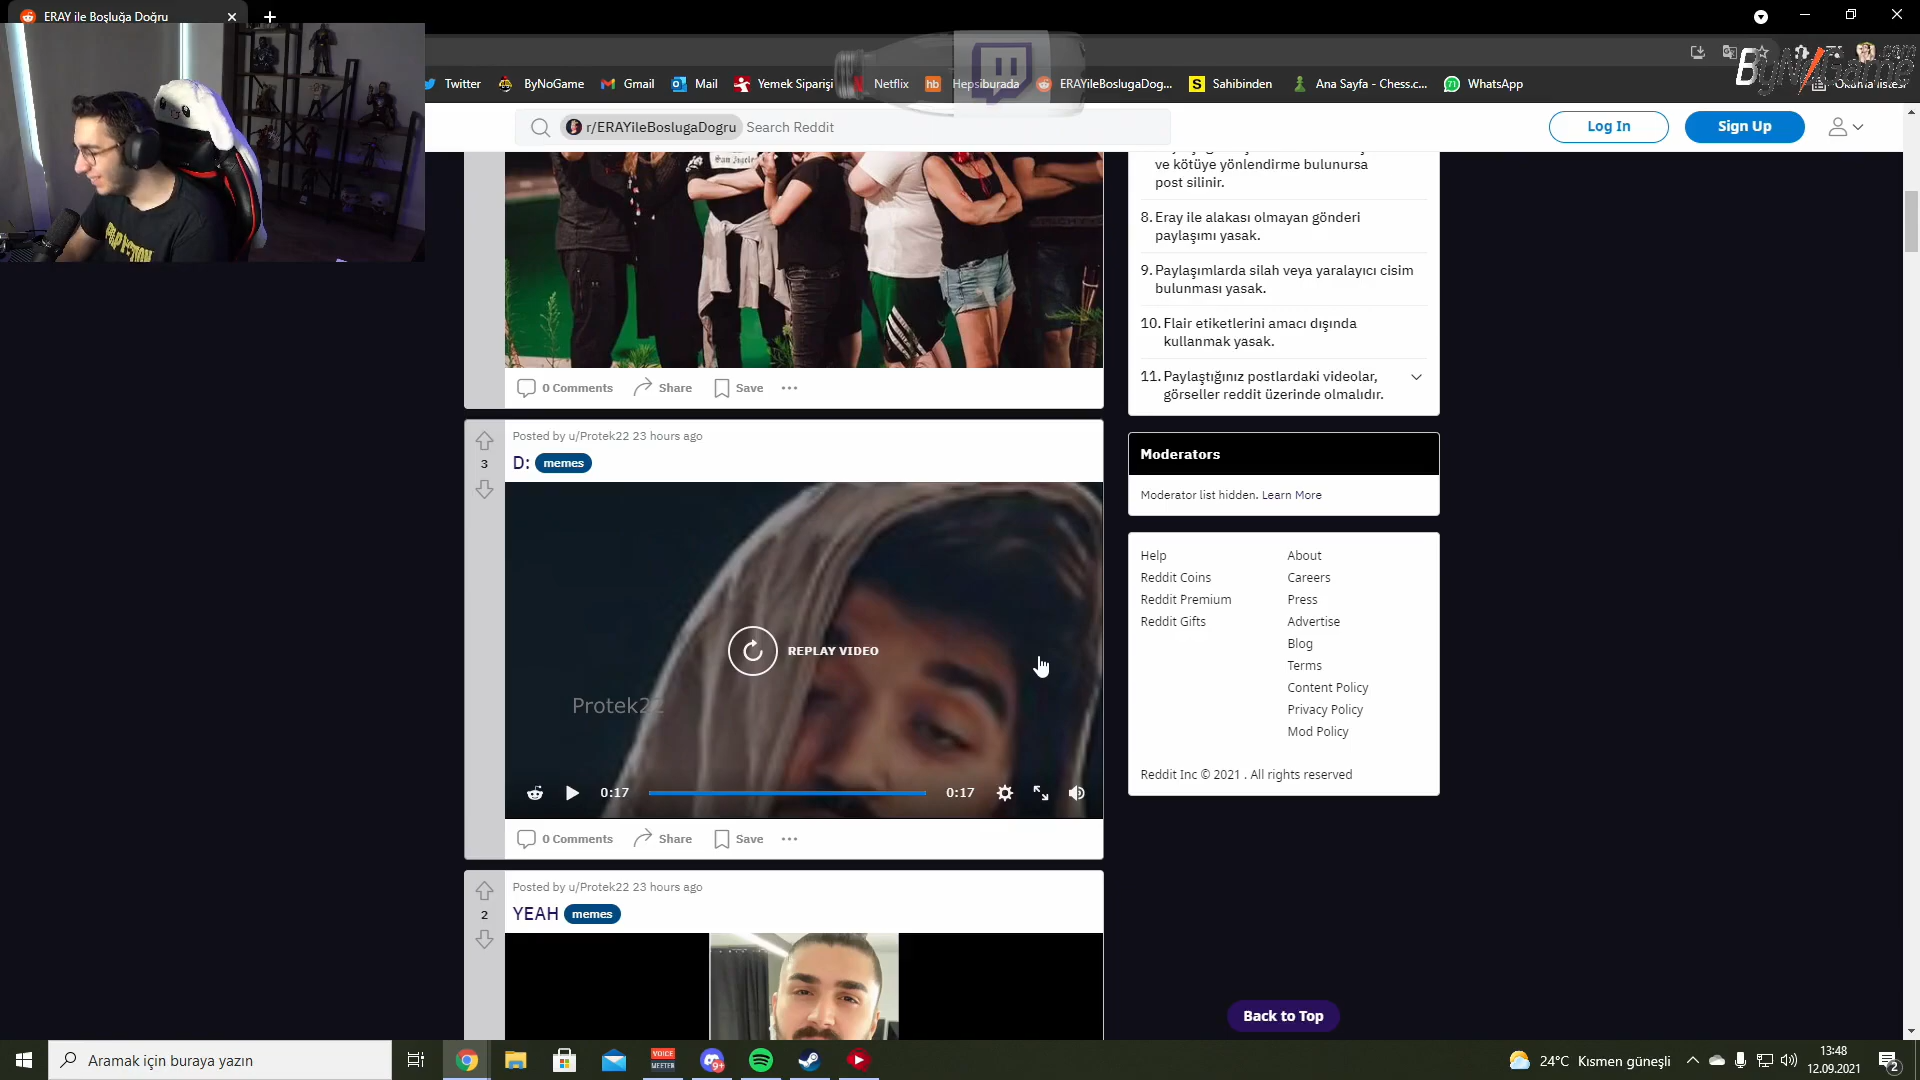 ERAY ile Boşluğa Doğru
Twitter
ByNoGame
Gmail
Mail
Yemek Siparişi
Netflix
hb
Hepsiburada
ERAYileBoslugaDog...
S
Sahibinden
Ana Sayfa - Chess.c...
WhatsApp
ByNoGame.com
r/ERAYileBoslugaDogru
Search Reddit
Log In
Sign Up
ve kötüye yönlendirme bulunursa
post silinir.
8. Eray ile alakası olmayan gönderi
paylaşımı yasak.
9. Paylaşımlarda silah veya yaralayıcı cisim
bulunması yasak.
10. Flair etiketlerini amacı dışında
kullanmak yasak.
11. Paylaştığınız postlardaki videolar,
görseller reddit üzerinde olmalıdır.
0 Comments
Share
Save
Posted by u/Protek22 23 hours ago
3
D:
memes
REPLAY VIDEO
Protek22
0:17
0:17
0 Comments
Share
Save
Moderators
Moderator list hidden. Learn More
Help
About
Reddit Coins
Careers
Reddit Premium
Press
Reddit Gifts
Advertise
Blog
Terms
Content Policy
Privacy Policy
Mod Policy
Reddit Inc © 2021 . All rights reserved
Posted by u/Protek22 23 hours ago
2
YEAH
memes
Back to Top
Aramak için buraya yazın
VOICE
MEETER
9+
24°C Kısmen güneşli
13:48
12.09.2021
2